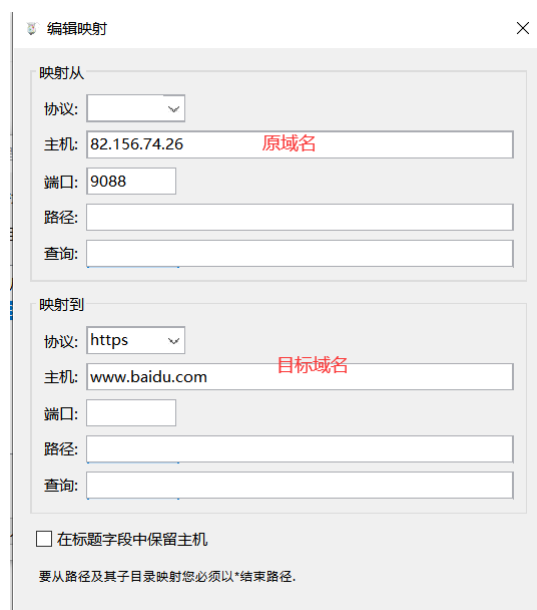 编辑映射
映射从
协议:
主机: 82.156.74.26 原域名
端口: 9088
路径:
查询:
映射到
协议: https
目标域名
主机: www.baidu.com
端口:
路径:
查询:
在标题字段中保留主机
要从路径及其子目录映射您必须以*结束路径.